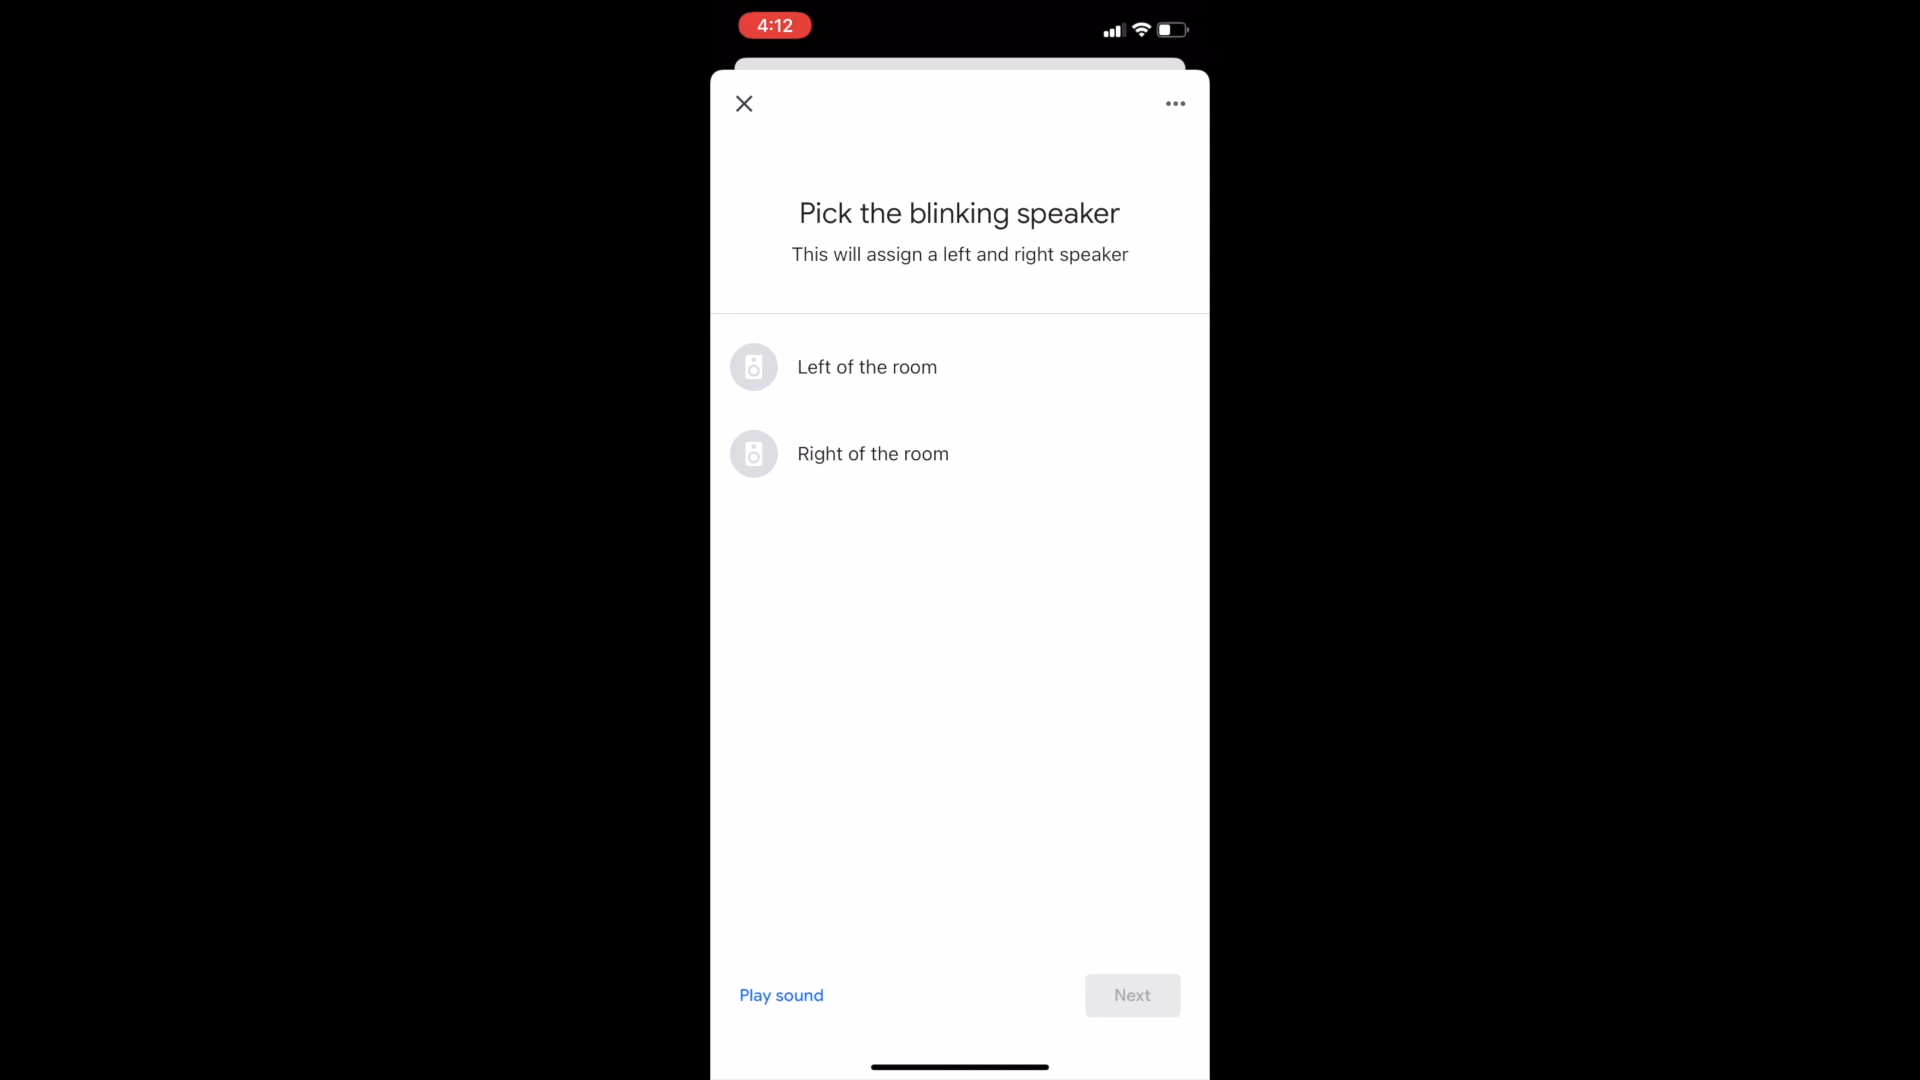 4:12
Pick the blinking speaker
This will assign a left and right speaker
Left of the room
Right of the room
Play sound
Next